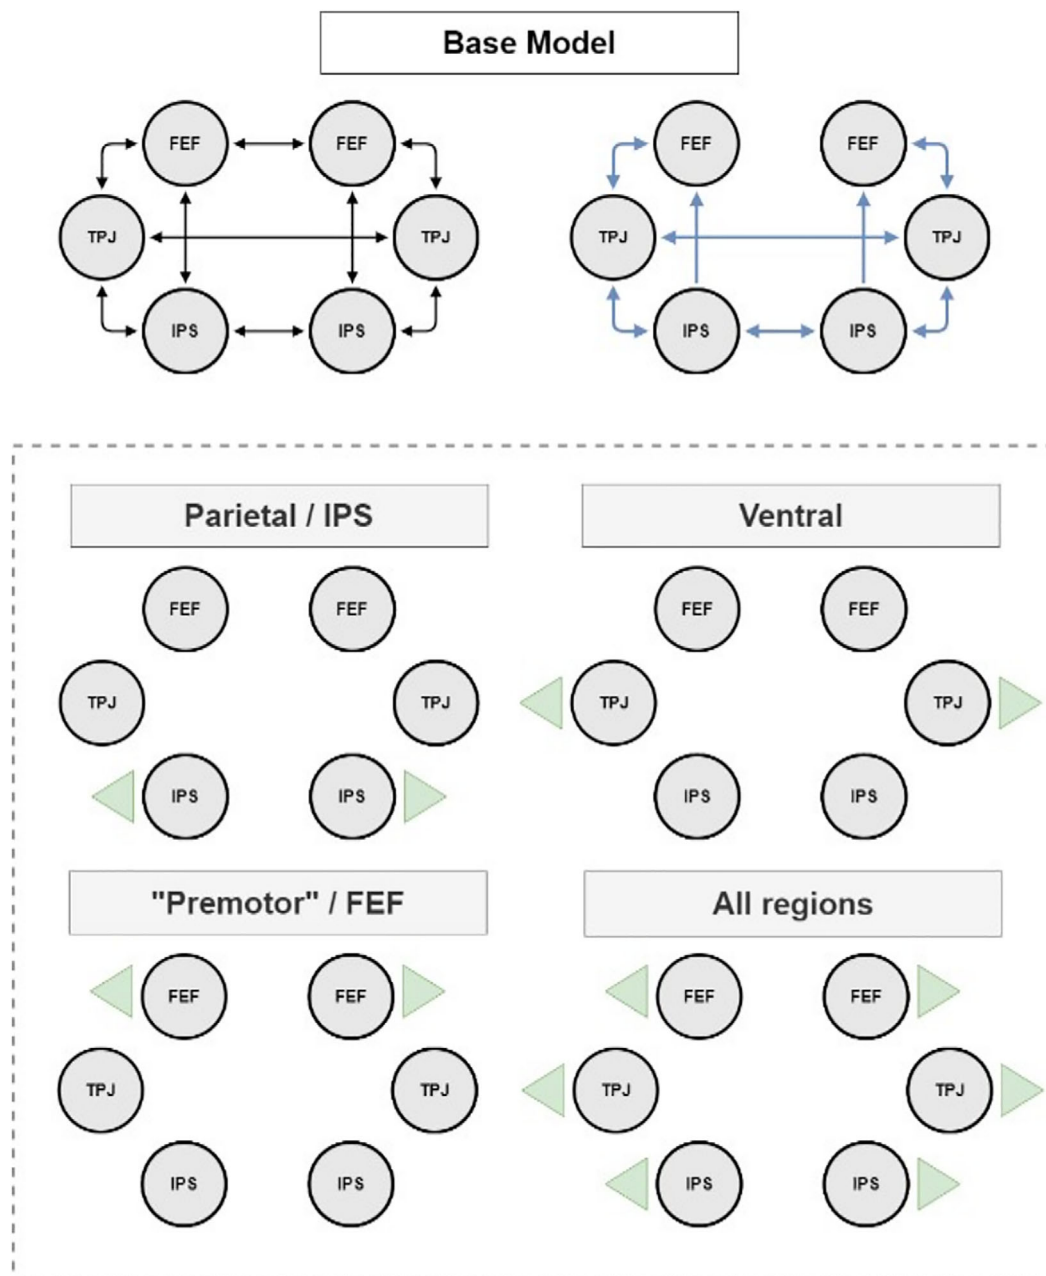 Base Model
FEF FEF FEF FEF
TPJ TPJ TPJ TPJ
IPS IPS IPS IPS
Parietal / IPS Ventral
FEF FEF FEF FEF
TPJ TPJ TPJ TPJ
IPS IPS IPS IPS
"Premotor" / FEF All regions
FEF FEF FEF FEF
TPJ TPJ TPJ TPJ
IPS IPS IPS IPS